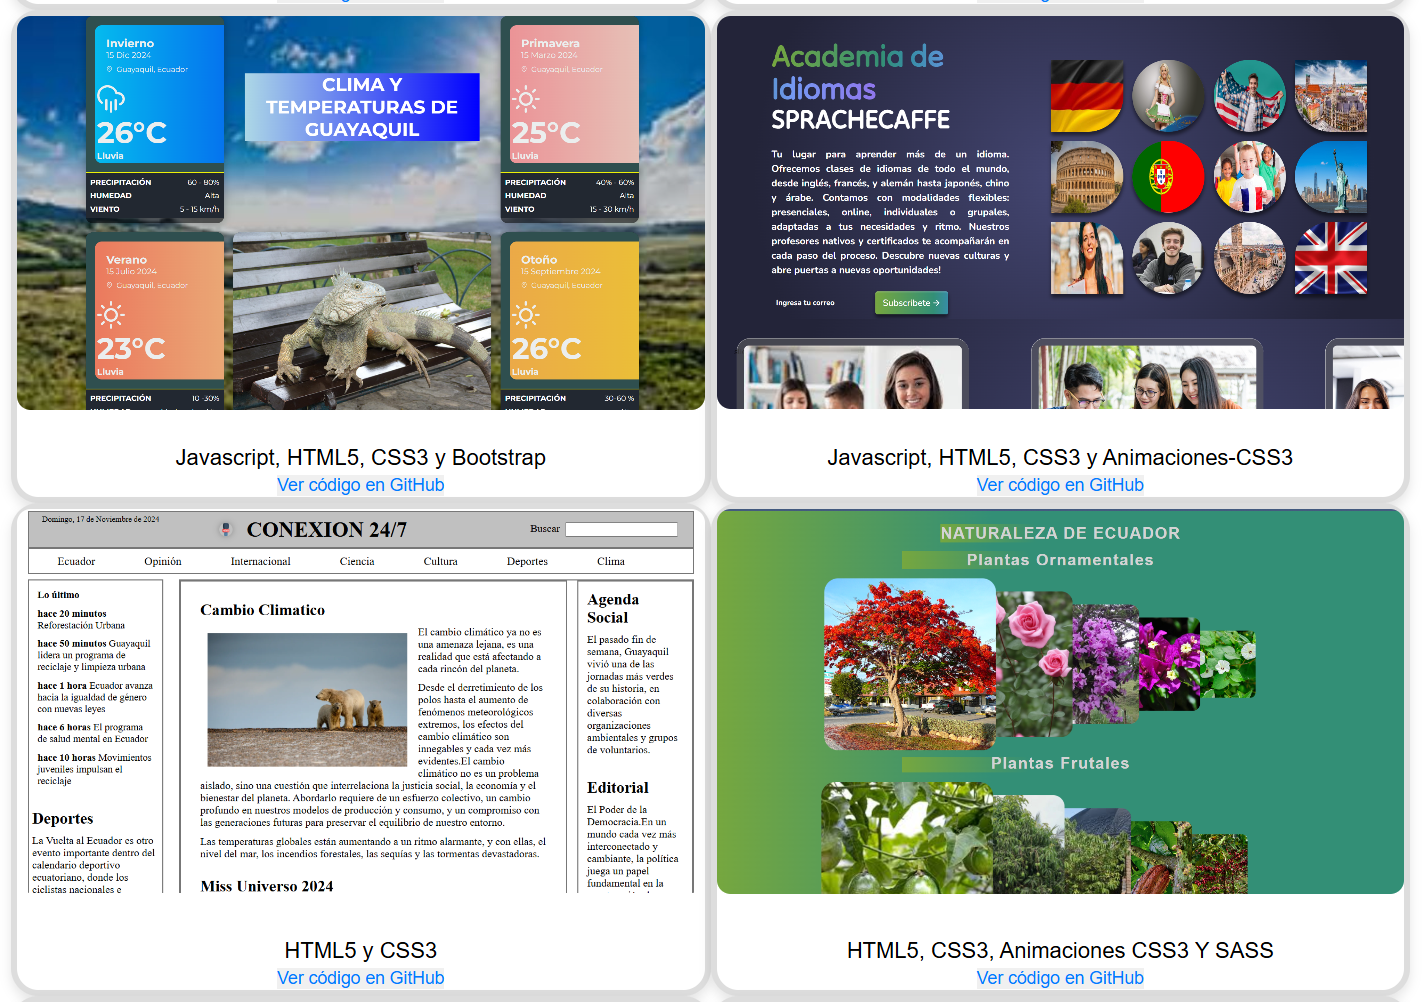 Invierno
15 Dic 2024
Guayaquil, Ecuador
26°C
Lluvia
PRECIPITACIÓN 60 - 80%
HUMEDAD Alta
VIENTO 5 - 15 km/h
CLIMA Y
TEMPERATURAS DE
GUAYAQUIL
Primavera
15 Marzo 2024
Guayaquil, Ecuador
25°C
Lluvia
PRECIPITACIÓN 40% - 60%
HUMEDAD Alta
VIENTO 15 - 30 km/h
Verano
15 Julio 2024
Guayaquil, Ecuador
23°C
Lluvia
PRECIPITACIÓN 10 -30%
Otoño
15 Septiembre 2024
Guayaquil, Ecuador
26°C
Lluvia
PRECIPITACIÓN 30-60 %
Javascript, HTML5, CSS3 y Bootstrap
Ver código en GitHub
Academia de
Idiomas
SPRACHECAFFE
Tu lugar para aprender más de un idioma.
Ofrecemos clases de idiomas de todo el mundo,
desde inglés, francés, y alemán hasta japonés, chino
y árabe. Contamos con modalidades flexibles:
presenciales, online, individuales o grupales,
adaptadas a tus necesidades y ritmo. Nuestros
profesores nativos y certificados te acompañarán en
cada paso del proceso. Descubre nuevas culturas y
abre puertas a nuevas oportunidades!
Ingresa tu correo
Subscribete →
Javascript, HTML5, CSS3 y Animaciones-CSS3
Ver código en GitHub
Domingo, 17 de Noviembre de 2024
CONEXION 24/7
Buscar
Ecuador Opinión Internacional Ciencia Cultura Deportes Clima
Lo último
hace 20 minutos
Reforestación Urbana
hace 50 minutos Guayaquil
lidera un programa de
reciclaje y limpieza urbana
hace 1 hora Ecuador avanza
hacia la igualdad de género
con nuevas leyes
hace 6 horas El programa
de salud mental en Ecuador
hace 10 horas Movimientos
juveniles impulsan el
reciclaje
Deportes
La Vuelta al Ecuador es otro
evento importante dentro del
calendario deportivo
ecuatoriano, donde los
ciclistas nacionales e
Cambio Climatico
El cambio climático ya no es
una amenaza lejana, es una
realidad que está afectando a
cada rincón del planeta.
Desde el derretimiento de los
polos hasta el aumento de
fenómenos meteorológicos
extremos, los efectos del
cambio climático son
innegables y cada vez más
evidentes.El cambio
climático no es un problema
aislado, sino una cuestión que interrelaciona la justicia social, la economía y el
bienestar del planeta. Abordarlo requiere de un esfuerzo colectivo, un cambio
profundo en nuestros modelos de producción y consumo, y un compromiso con
las generaciones futuras para preservar el equilibrio de nuestro entorno.
Las temperaturas globales están aumentando a un ritmo alarmante, y con ellas, el
nivel del mar, los incendios forestales, las sequías y las tormentas devastadoras.
Miss Universo 2024
Agenda
Social
El pasado fin de
semana, Guayaquil
vivió una de las
jornadas más verdes
de su historia, en
colaboración con
diversas
organizaciones
ambientales y grupos
de voluntarios.
Editorial
El Poder de la
Democracia.En un
mundo cada vez más
interconectado y
cambiante, la política
juega un papel
fundamental en la
HTML5 y CSS3
Ver código en GitHub
NATURALEZA DE ECUADOR
Plantas Ornamentales
Plantas Frutales
HTML5, CSS3, Animaciones CSS3 Y SASS
Ver código en GitHub